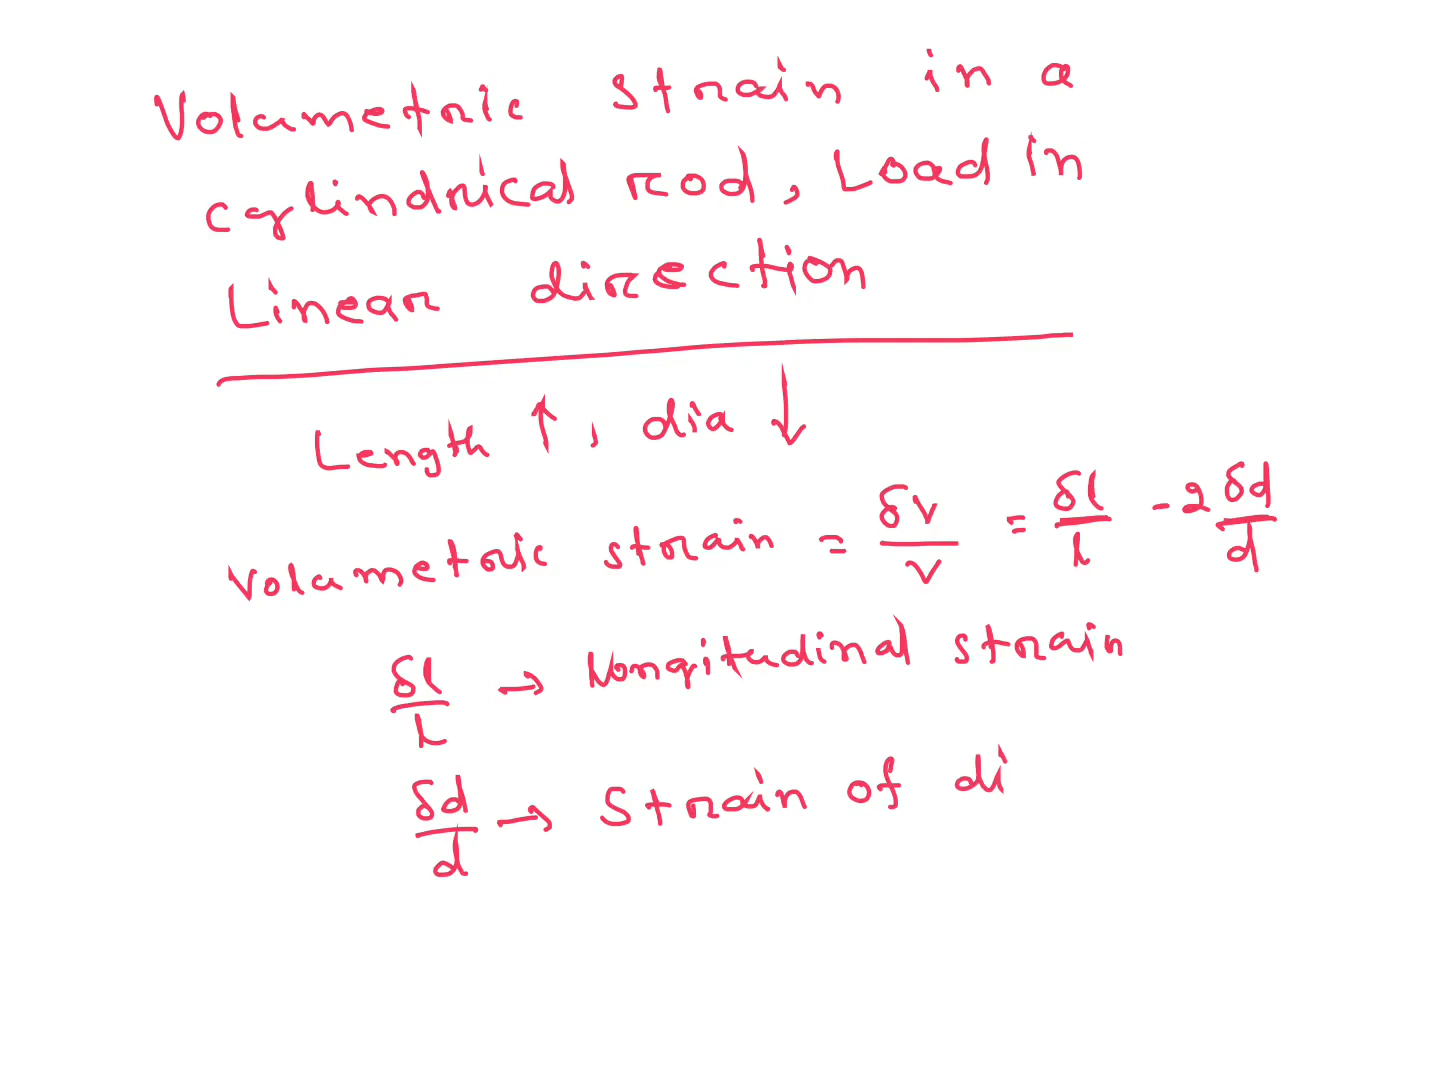 Volumetric strain in a
cylindrical rod, Load in
Linear direction
Length ↑, dia ↓
Volumetric strain = δv/v = δl/l - 2 δd/d
δl/L → longitudinal strain
δd/d → Strain of di